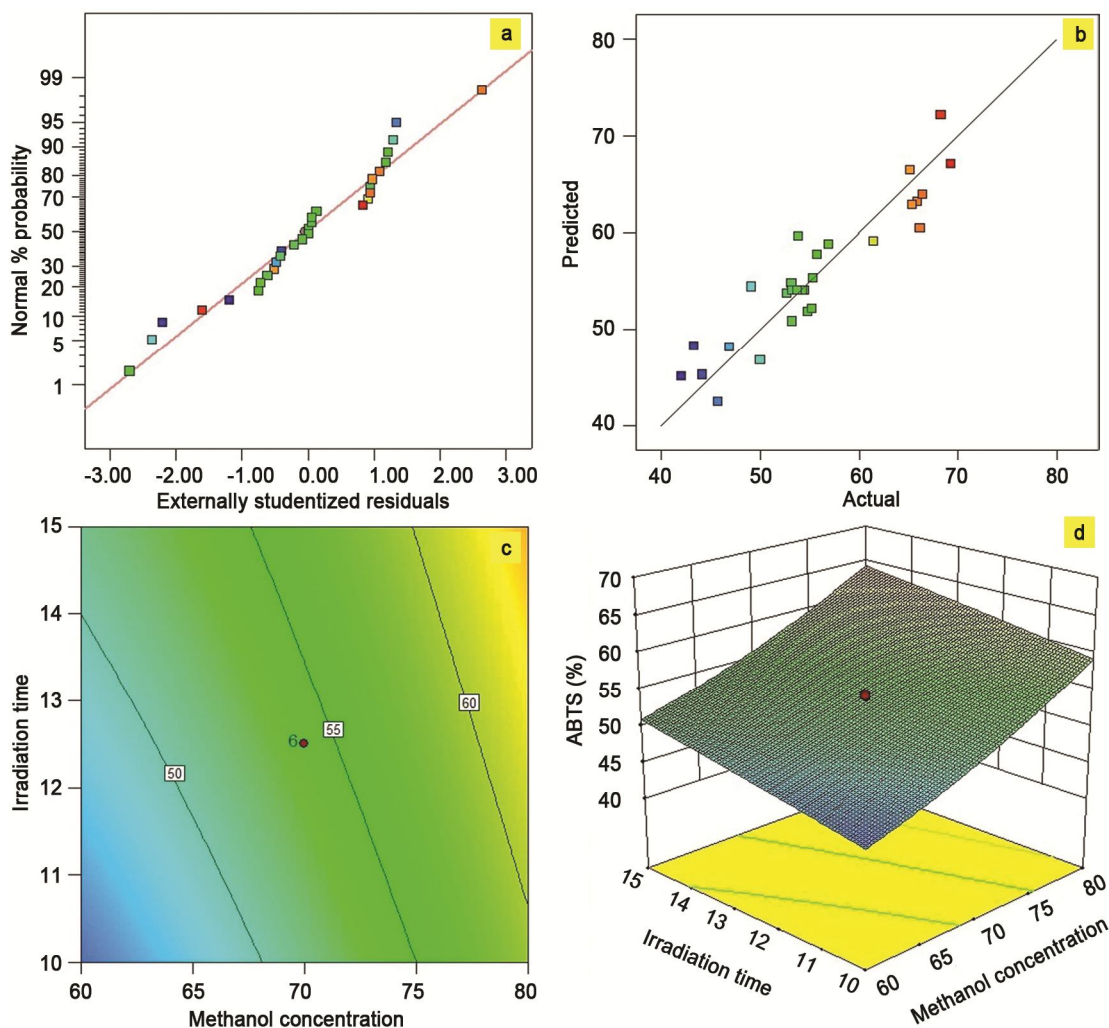 a
Normal % probability
99
95
90
80
70
50
30
20
10
5
1
-3.00 -2.00 -1.00 0.00 1.00 2.00 3.00
Externally studentized residuals
b
Predicted
80
70
60
50
40
40 50 60 70 80
Actual
c
Irradiation time
15
14
13
12
11
10
50
6
55
60
60 65 70 75 80
Methanol concentration
d
ABTS (%)
70
65
60
55
50
45
40
15 14 13 12 11 10
Irradiation time
60 65 70 75 80
Methanol concentration